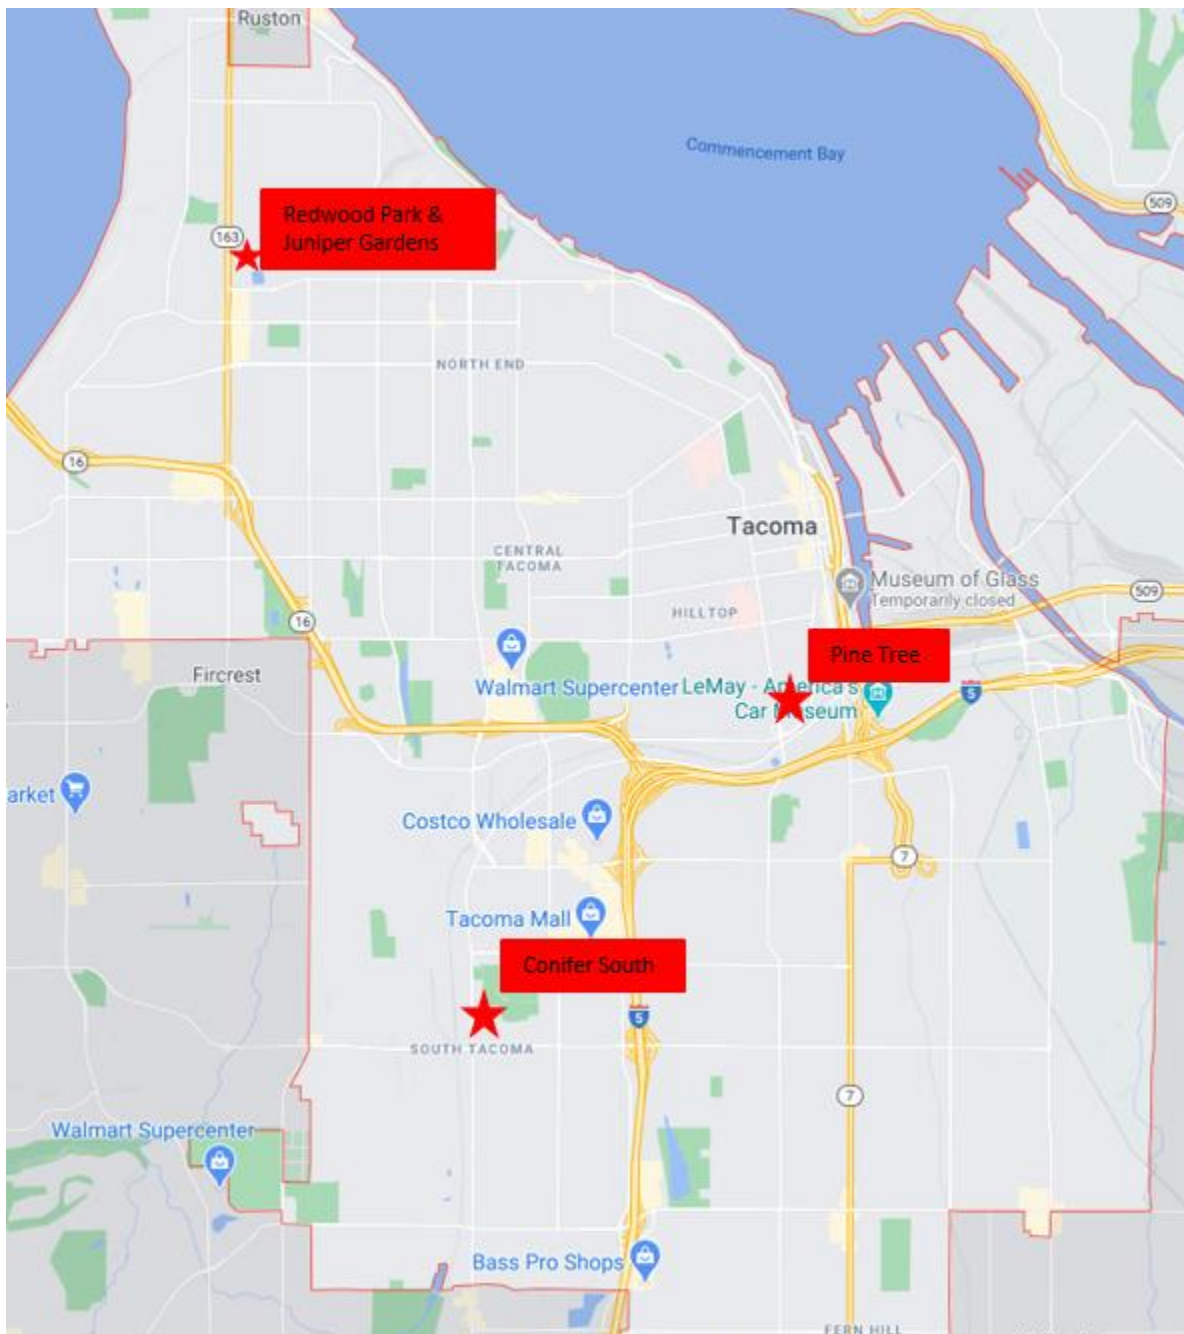 Ruston
Commencement Bay
509
Redwood Park &
Juniper Gardens
163
NORTH END
16
Tacoma
CENTRAL
TACOMA
Museum of Glass
Temporarily closed
509
HILLTOP
16
Pine Tree
Fircrest
Walmart Supercenter
LeMay - America's
Car Museum
5
arket
Costco Wholesale
7
Tacoma Mall
Conifer South
5
SOUTH TACOMA
7
Walmart Supercenter
Bass Pro Shops
FERN HILL